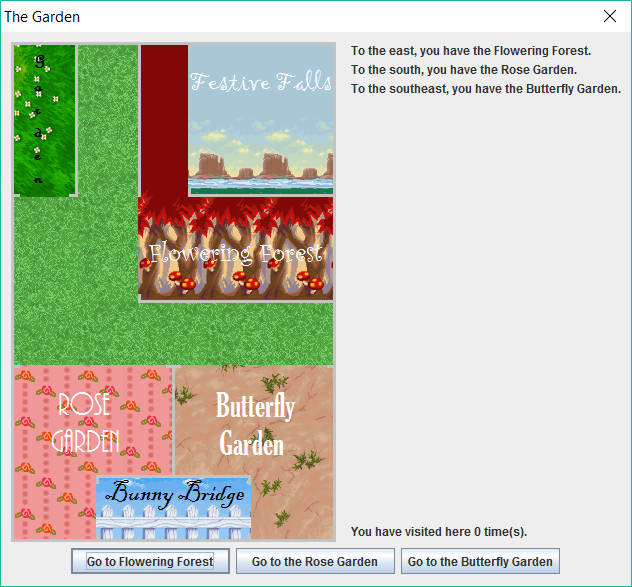 The Garden
Festive Falls
Flowering Forest
ROSE
GARDEN
Butterfly
Garden
Bunny Bridge
To the east, you have the Flowering Forest.
To the south, you have the Rose Garden.
To the southeast, you have the Butterfly Garden.
You have visited here 0 time(s).
Go to Flowering Forest
Go to the Rose Garden
Go to the Butterfly Garden